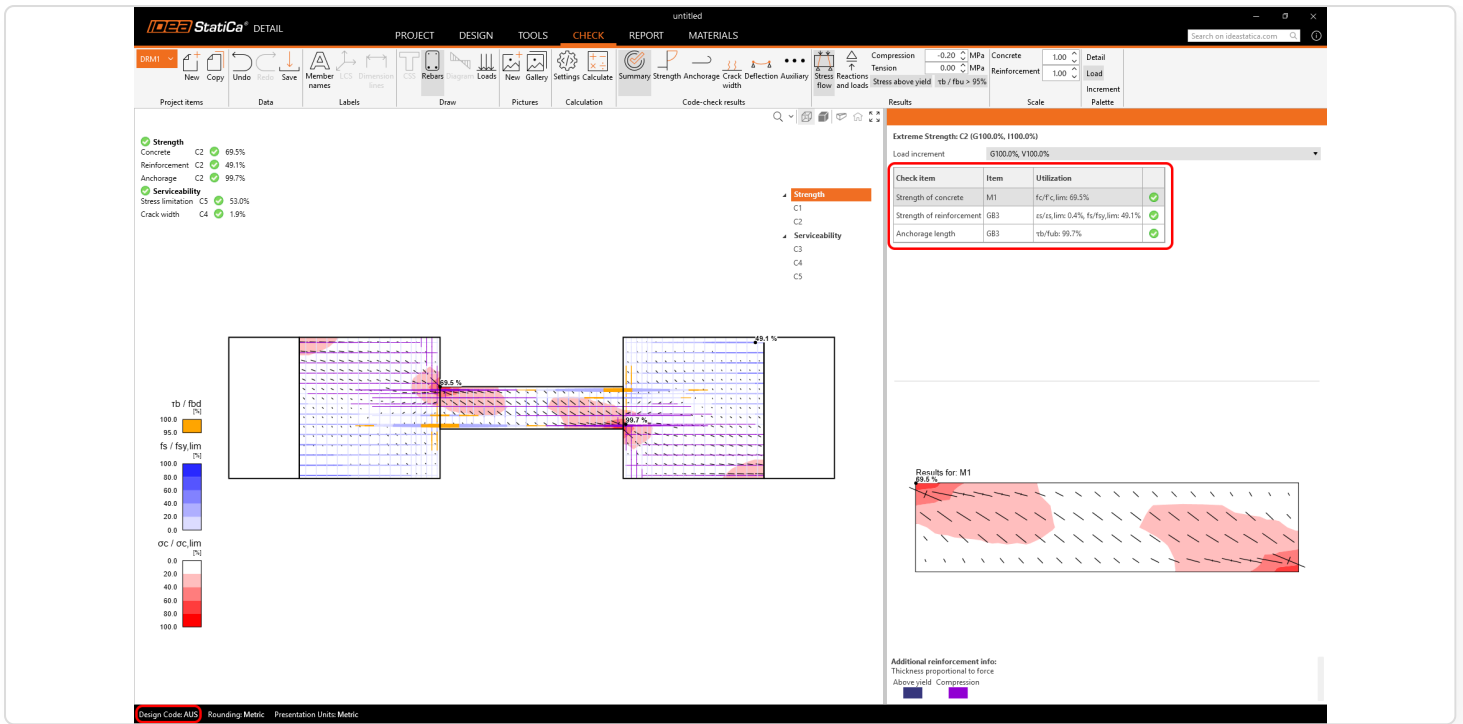 untitled
IDEA StatiCa® DETAIL
PROJECT DESIGN TOOLS CHECK REPORT MATERIALS
Search on ideastatica.com
DRM1
New Copy Undo Redo Save Member names LCS Dimension lines CSS Rebars Diagram Loads New Gallery Settings Calculate Summary Strength Anchorage Crack width Deflection Auxiliary Stress flow Reactions and loads
Compression -0.20 MPa Concrete 1.00 Detail
Tension 0.00 MPa Reinforcement 1.00 Load
Stress above yield τb / fbu > 95% Increment
Project items Data Labels Draw Pictures Calculation Code-check results Results Scale Palette
Strength
Concrete C2 69.5%
Reinforcement C2 49.1%
Anchorage C2 99.7%
Serviceability
Stress limitation C5 53.0%
Crack width C4 1.9%
Strength
C1
C2
Serviceability
C3
C4
C5
Extreme Strength: C2 (G100.0%, I100.0%)
Load increment G100.0%, V100.0%
Check item Item Utilization
Strength of concrete M1 fc/f'c,lim: 69.5%
Strength of reinforcement GB3 εs/εs,lim: 0.4%, fs/fsy,lim: 49.1%
Anchorage length GB3 τb/fub: 99.7%
49.1 %
69.5 %
99.7 %
τb / fbd
[%]
100.0
95.0
fs / fsy,lim
[%]
100.0
80.0
60.0
40.0
20.0
0.0
σc / σc,lim
[%]
0.0
20.0
40.0
60.0
80.0
100.0
Results for: M1
69.5 %
Additional reinforcement info:
Thickness proportional to force
Above yield Compression
Design Code: AUS Rounding: Metric Presentation Units: Metric